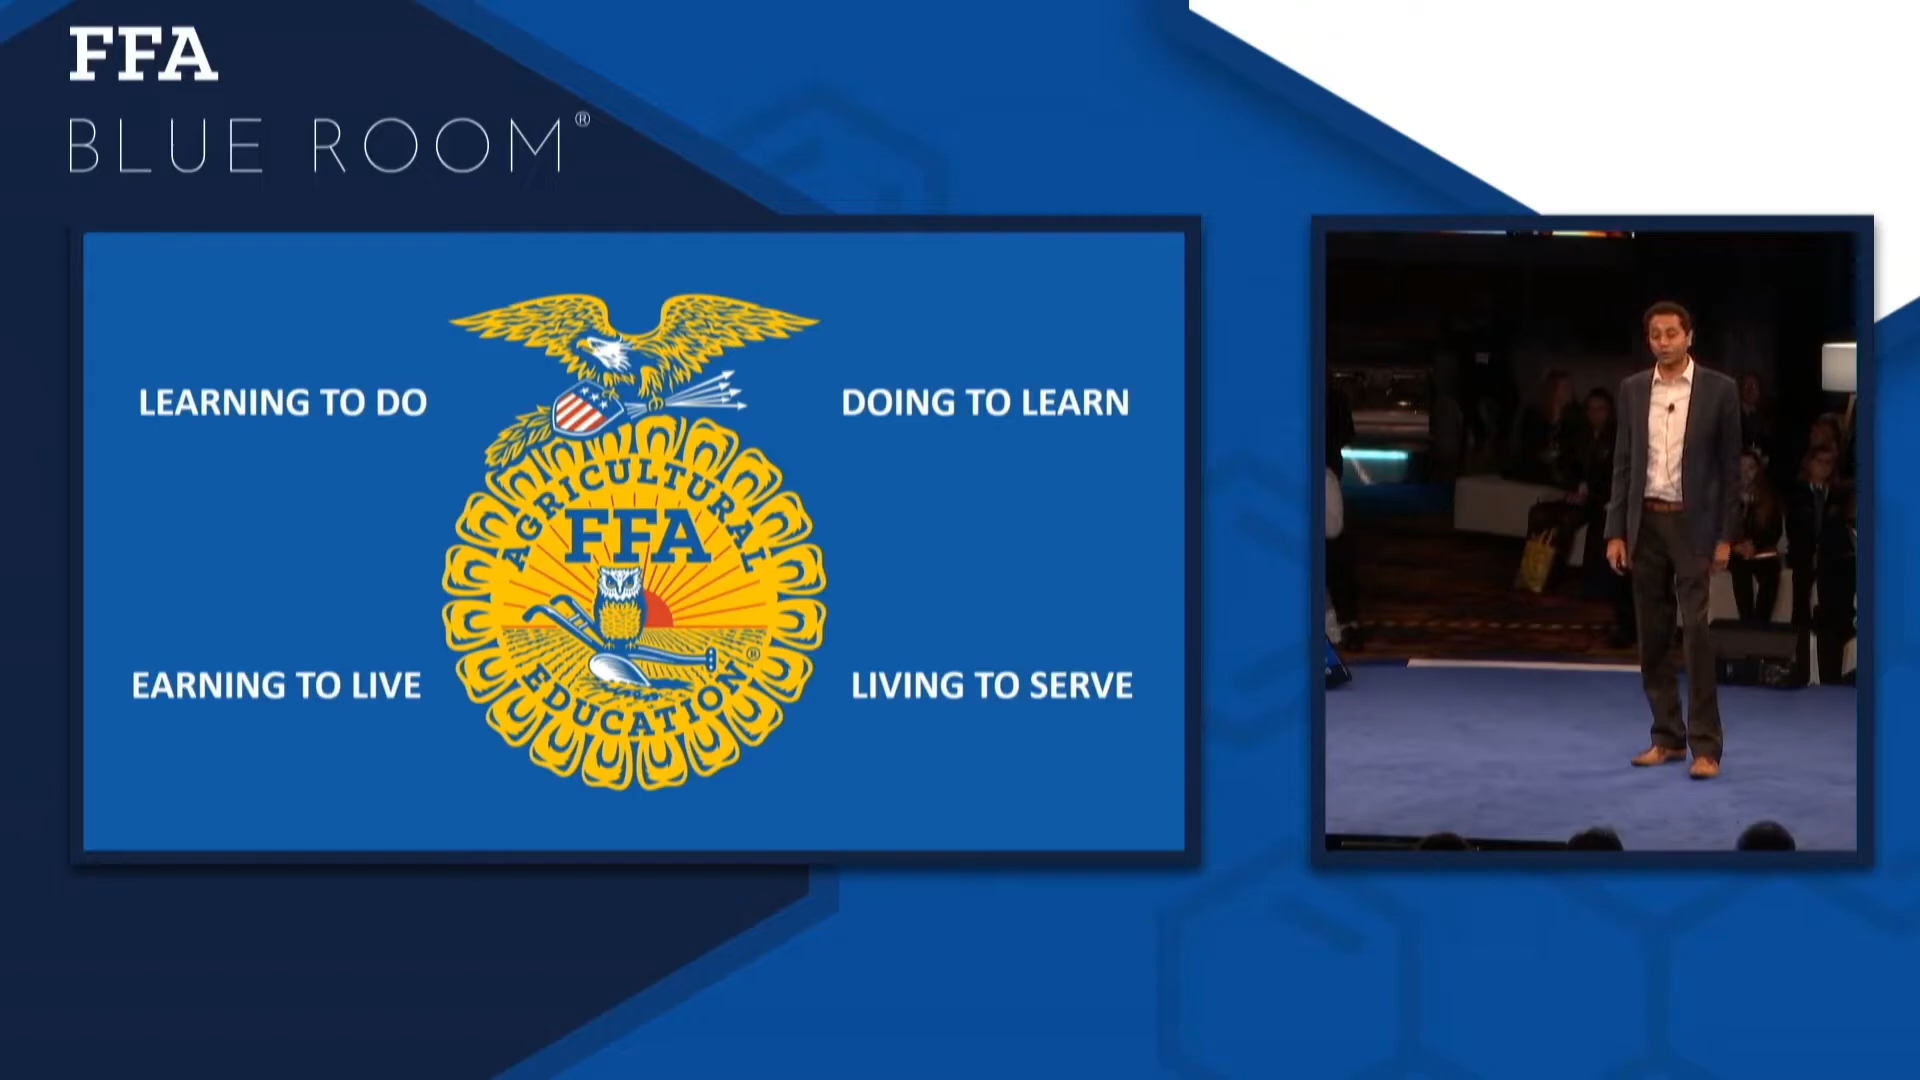 FFA
BLUE ROOM®
LEARNING TO DO
DOING TO LEARN
AGRICULTURAL
FFA
EARNING TO LIVE
LIVING TO SERVE
EDUCATION®